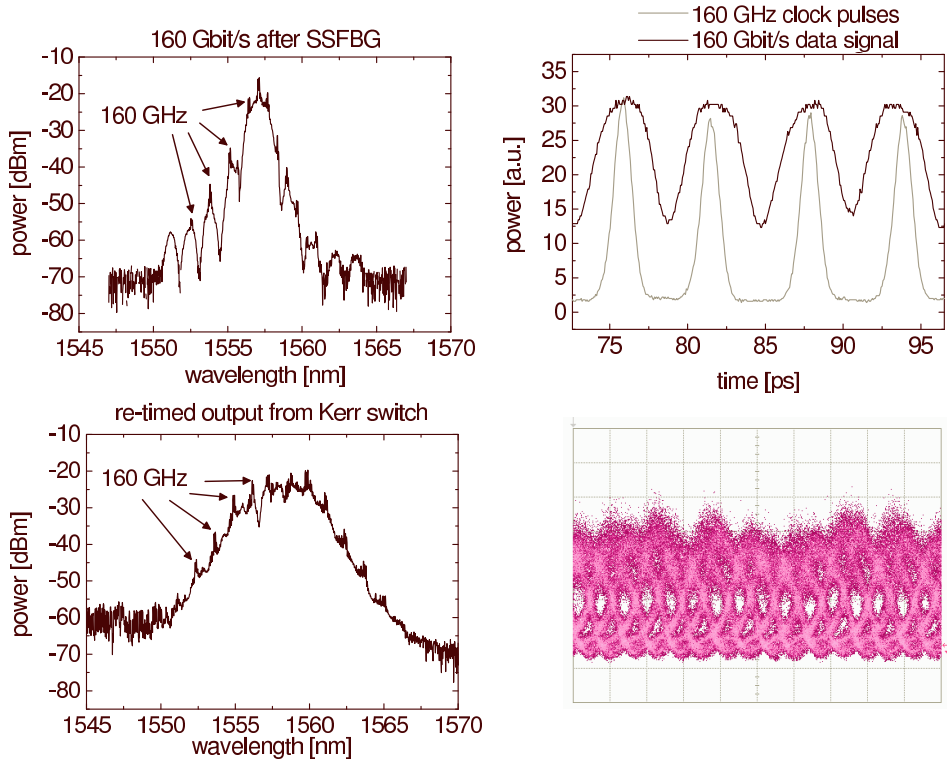 160 Gbit/s after SSFBG
-10
-20
-30
-40
-50
-60
-70
-80
power [dBm]
160 GHz
1545 1550 1555 1560 1565 1570
wavelength [nm]
160 GHz clock pulses
160 Gbit/s data signal
35
30
25
20
15
10
5
0
power [a.u.]
75 80 85 90 95
time [ps]
re-timed output from Kerr switch
-10
-20
-30
-40
-50
-60
-70
-80
power [dBm]
160 GHz
1545 1550 1555 1560 1565 1570
wavelength [nm]